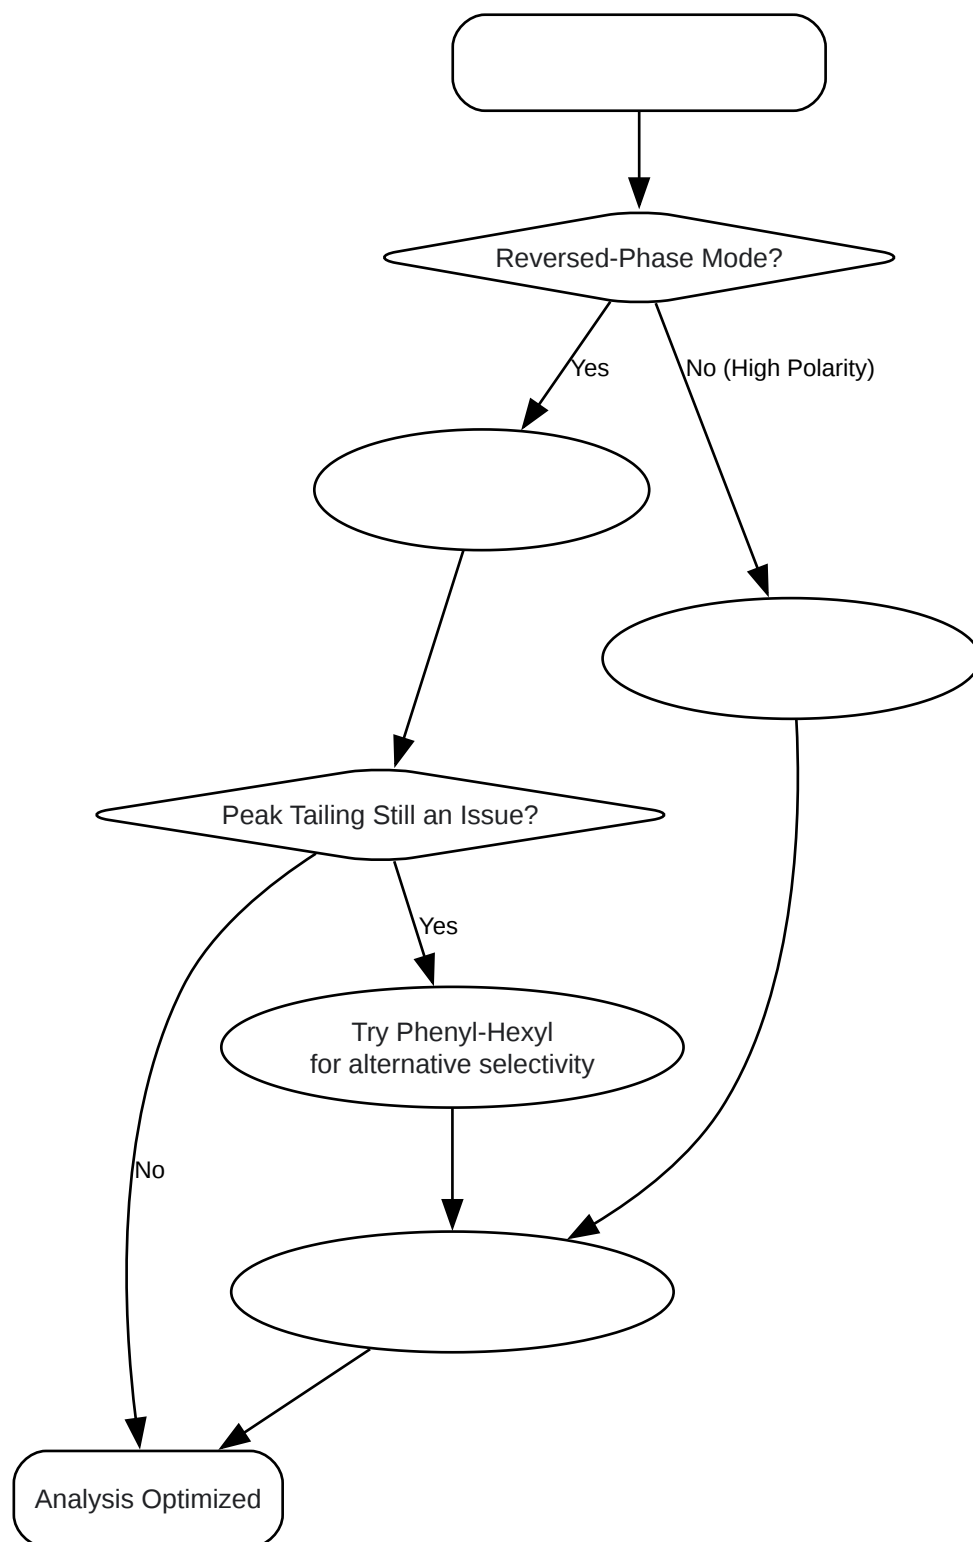 Reversed-Phase Mode?
Yes
No (High Polarity)
Peak Tailing Still an Issue?
Yes
Try Phenyl-Hexyl
for alternative selectivity
No
Analysis Optimized